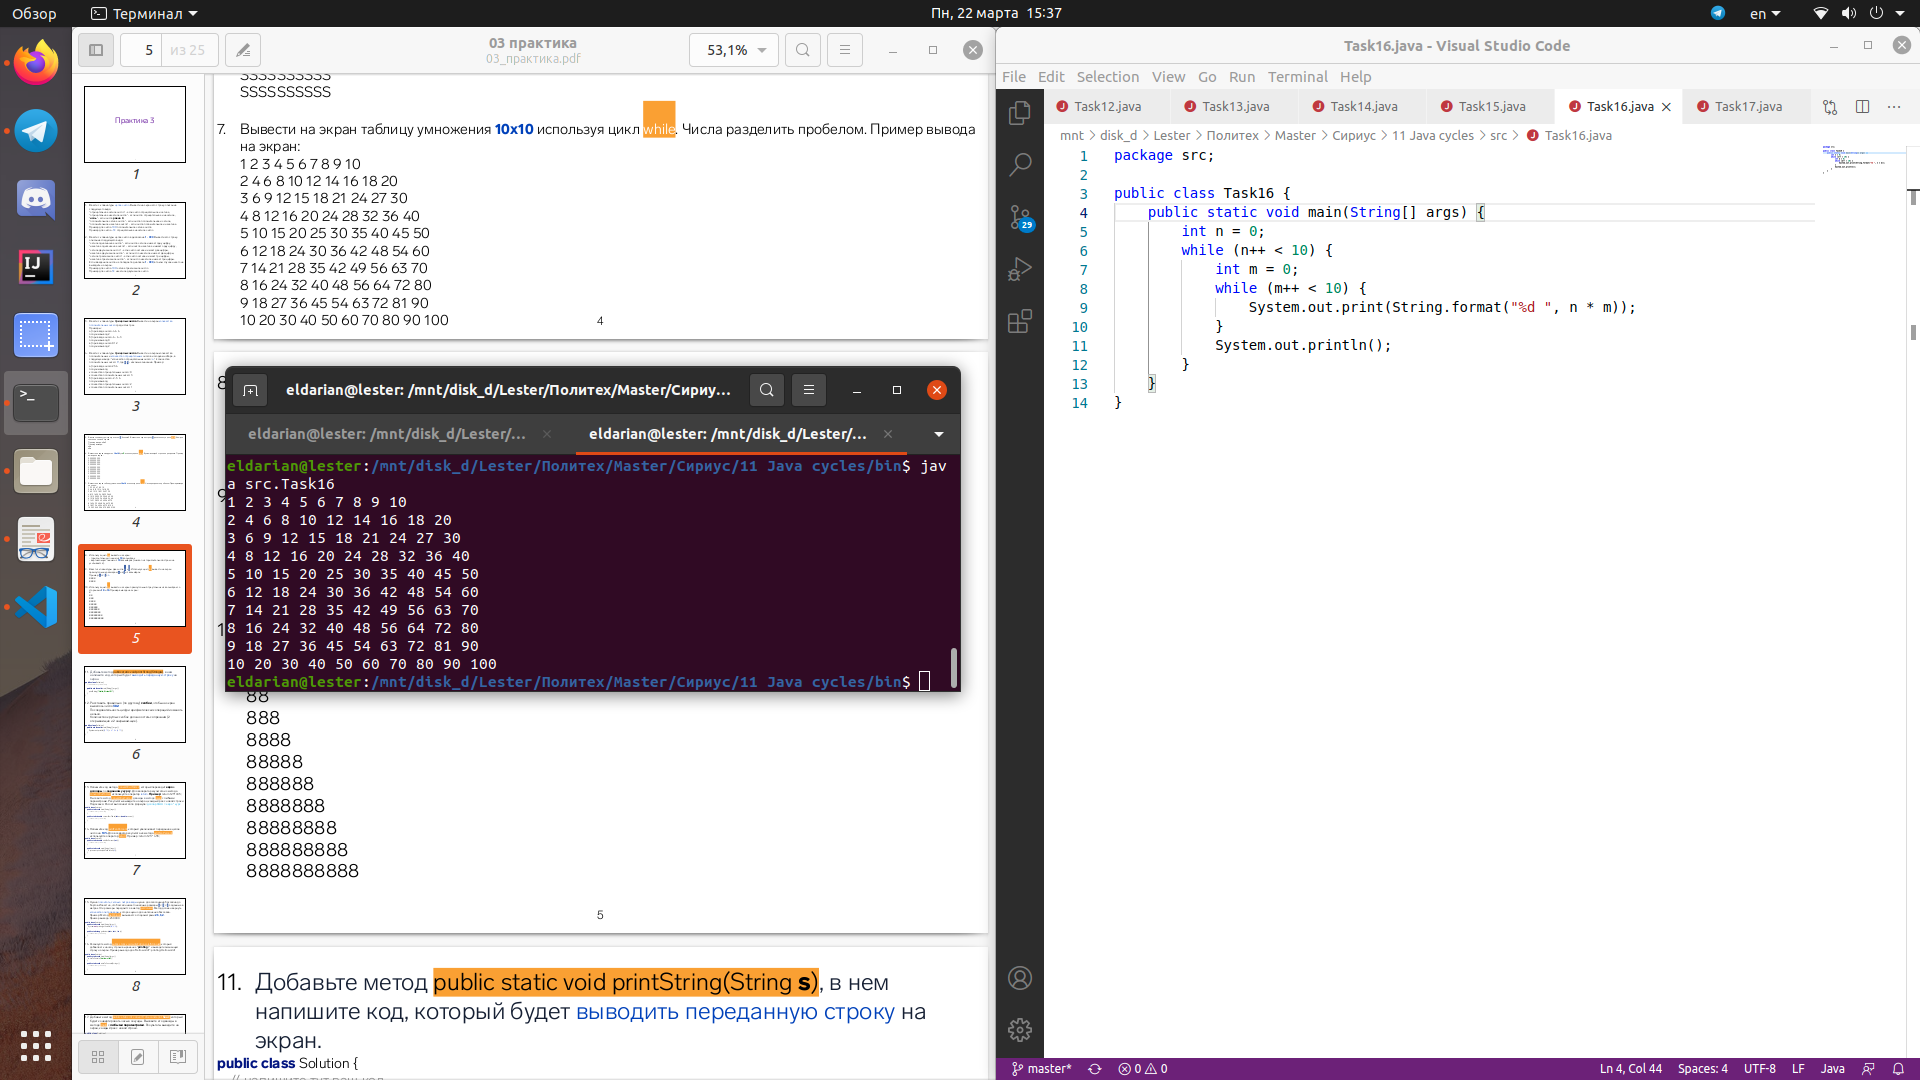 Обзор
Терминал
Пн, 22 марта 15:37
en
5 из 25
03 практика
03_практика.pdf
53,1%
Практика 3
1
2
3
4
5
6
7
8
SSSSSSSSSS
SSSSSSSSSS
7. Вывести на экран таблицу умножения 10x10 используя цикл while. Числа разделить пробелом. Пример вывода
на экран:
1 2 3 4 5 6 7 8 9 10
2 4 6 8 10 12 14 16 18 20
3 6 9 12 15 18 21 24 27 30
4 8 12 16 20 24 28 32 36 40
5 10 15 20 25 30 35 40 45 50
6 12 18 24 30 36 42 48 54 60
7 14 21 28 35 42 49 56 63 70
8 16 24 32 40 48 56 64 72 80
9 18 27 36 45 54 63 72 81 90
10 20 30 40 50 60 70 80 90 100
4
eldarian@lester: /mnt/disk_d/Lester/Политех/Master/Сириу...
eldarian@lester: /mnt/disk_d/Lester/...
eldarian@lester: /mnt/disk_d/Lester/...
eldarian@lester:/mnt/disk_d/Lester/Политех/Master/Сириус/11 Java cycles/bin$ jav
a src.Task16
1 2 3 4 5 6 7 8 9 10
2 4 6 8 10 12 14 16 18 20
3 6 9 12 15 18 21 24 27 30
4 8 12 16 20 24 28 32 36 40
5 10 15 20 25 30 35 40 45 50
6 12 18 24 30 36 42 48 54 60
7 14 21 28 35 42 49 56 63 70
8 16 24 32 40 48 56 64 72 80
9 18 27 36 45 54 63 72 81 90
10 20 30 40 50 60 70 80 90 100
eldarian@lester:/mnt/disk_d/Lester/Политех/Master/Сириус/11 Java cycles/bin$
88
888
8888
88888
888888
8888888
88888888
888888888
8888888888
5
11. Добавьте метод public static void printString(String s), в нем
напишите код, который будет выводить переданную строку на
экран.
public class Solution {
Task16.java - Visual Studio Code
File Edit Selection View Go Run Terminal Help
Task12.java
Task13.java
Task14.java
Task15.java
Task16.java
Task17.java
mnt > disk_d > Lester > Политех > Master > Сириус > 11 Java cycles > src > Task16.java
29
1 package src;
2
3 public class Task16 {
4 public static void main(String[] args) {
5 int n = 0;
6 while (n++ < 10) {
7 int m = 0;
8 while (m++ < 10) {
9 System.out.print(String.format("%d ", n * m));
10 }
11 System.out.println();
12 }
13 }
14 }
master* 0 0
Ln 4, Col 44 Spaces: 4 UTF-8 LF Java